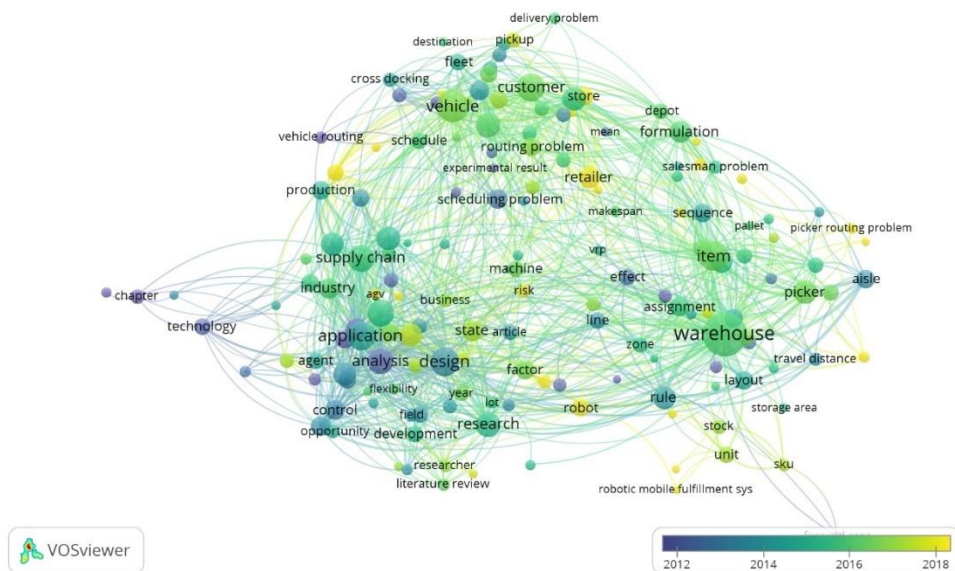 delivery problem
destination
pickup
fleet
cross docking
customer
vehicle
store
depot
vehicle routing
schedule
mean
formulation
routing problem
experimental result
salesman problem
retailer
production
scheduling problem
makespan
sequence
pallet
picker routing problem
supply chain
vrp
item
machine
effect
aisle
industry
agv
risk
picker
chapter
business
assignment
technology
application
state
article
line
warehouse
zone
agent
analysis
design
factor
travel distance
flexibility
year
layout
control
lot
robot
rule
storage area
field
opportunity
development
research
stock
researcher
unit
sku
literature review
robotic mobile fulfillment sys
VOSviewer
2012 2014 2016 2018